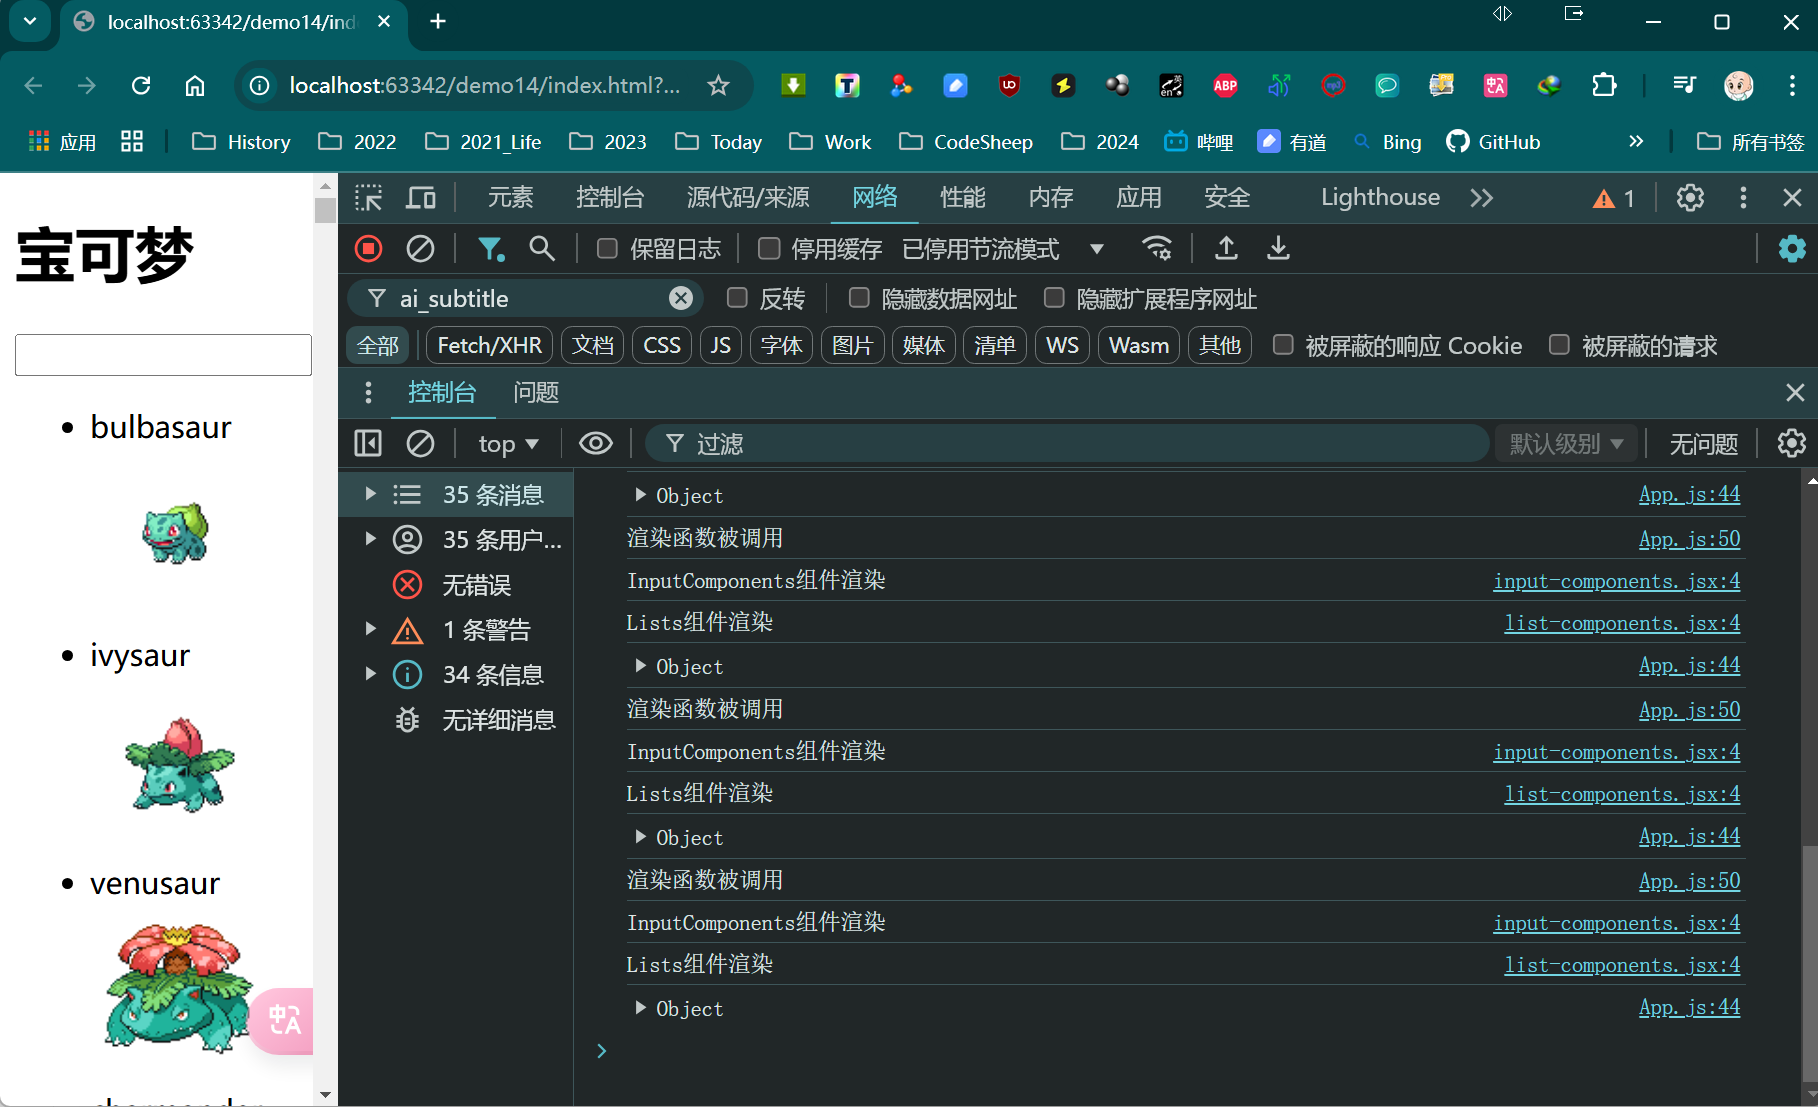 localhost:63342/demo14/ind
localhost:63342/demo14/index.html?...
应用
History
2022
2021_Life
2023
Today
Work
CodeSheep
2024
哔哩
有道
Bing
GitHub
所有书签
宝可梦
bulbasaur
ivysaur
venusaur
元素 控制台 源代码/来源 网络 性能 内存 应用 安全 Lighthouse 1
保留日志 停用缓存 已停用节流模式
ai_subtitle 反转 隐藏数据网址 隐藏扩展程序网址
全部 Fetch/XHR 文档 CSS JS 字体 图片 媒体 清单 WS Wasm 其他 被屏蔽的响应 Cookie 被屏蔽的请求
控制台 问题
top 过滤 默认级别 无问题
35 条消息
35 条用户...
无错误
1 条警告
34 条信息
无详细消息
Object App.js:44
渲染函数被调用 App.js:50
InputComponents组件渲染 input-components.jsx:4
Lists组件渲染 list-components.jsx:4
Object App.js:44
渲染函数被调用 App.js:50
InputComponents组件渲染 input-components.jsx:4
Lists组件渲染 list-components.jsx:4
Object App.js:44
渲染函数被调用 App.js:50
InputComponents组件渲染 input-components.jsx:4
Lists组件渲染 list-components.jsx:4
Object App.js:44